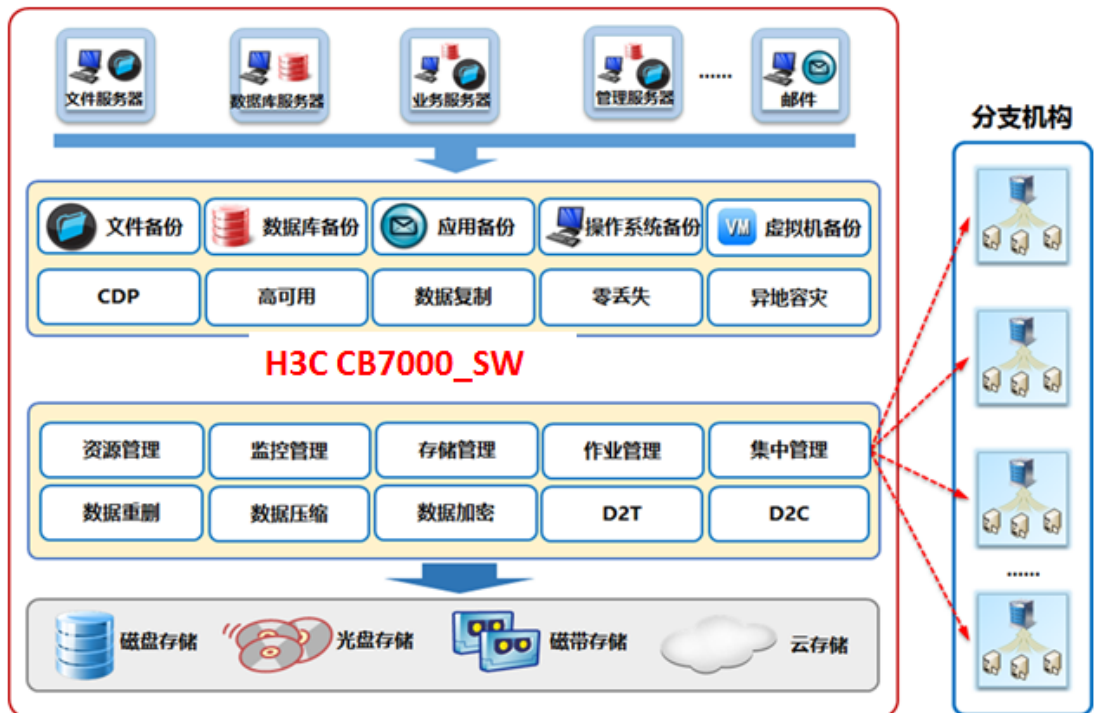 文件服务器
数据库服务器
业务服务器
管理服务器
······
邮件
分支机构
文件备份
数据库备份
应用备份
操作系统备份
VM 虚拟机备份
CDP
高可用
数据复制
零丢失
异地容灾
H3C CB7000_SW
资源管理
监控管理
存储管理
作业管理
集中管理
数据重删
数据压缩
数据加密
D2T
D2C
······
磁盘存储
光盘存储
磁带存储
云存储